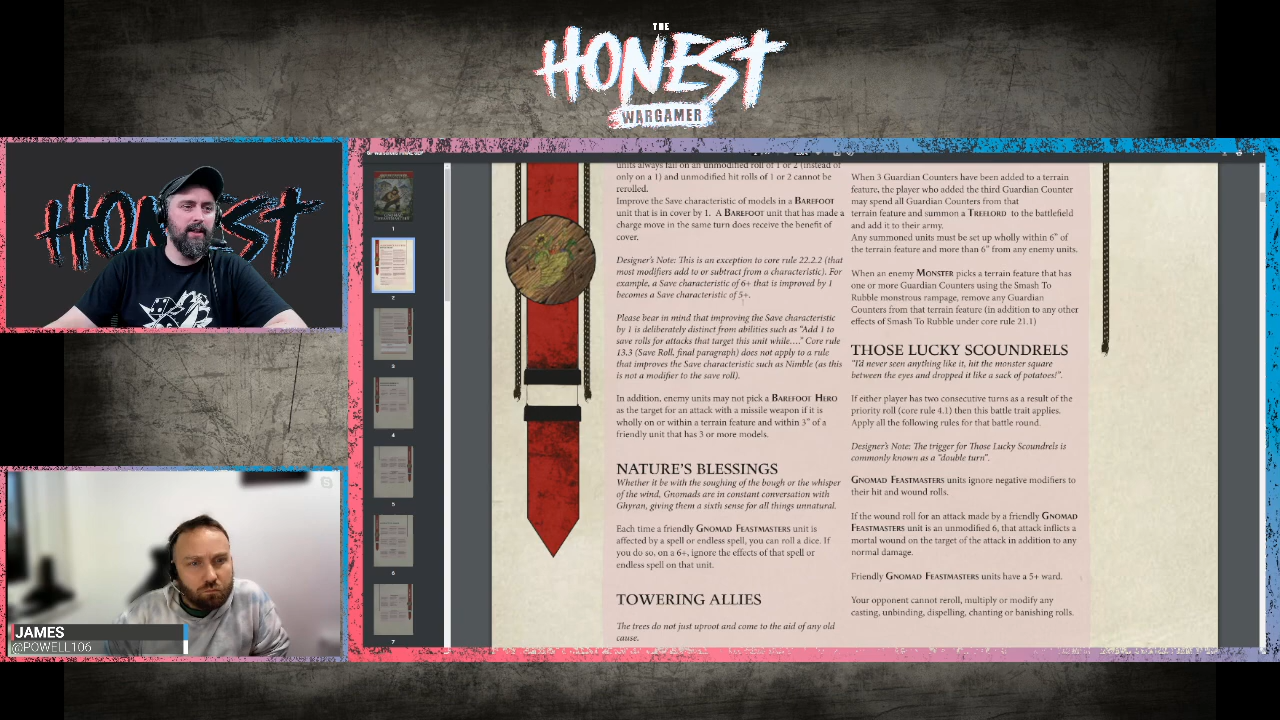 THE
HONEST
WARGAMER
HONEST
JAMES
@POWELL106
1
2
3
4
5
6
7
units always fail on an unmodified roll of 1 or 2 (instead of
only on a 1) and unmodified hit rolls of 1 or 2 cannot be
rerolled.
Improve the Save characteristic of models in a BAREFOOT
unit that is in cover by 1. A BAREFOOT unit that has made a
charge move in the same turn does receive the benefit of
cover.
Designer's Note: This is an exception to core rule 22.2.2 (that
most modifiers add to or subtract from a characteristic). For
example, a Save characteristic of 6+ that is improved by 1
becomes a Save characteristic of 5+.
Please bear in mind that improving the Save characteristic
by 1 is deliberately distinct from abilities such as "Add 1 to
save rolls for attacks that target this unit while...." Core rule
13.3 (Save Roll, final paragraph) does not apply to a rule
that improves the Save characteristic such as Nimble (as this
is not a modifier to the save roll).
In addition, enemy units may not pick a BAREFOOT HERO
as the target for an attack with a missile weapon if it is
wholly on or within a terrain feature and within 3" of a
friendly unit that has 3 or more models.
NATURE'S BLESSINGS
Whether it be with the soughing of the bough or the whisper
of the wind, Gnomads are in constant conversation with
Ghyran, giving them a sixth sense for all things unnatural.
Each time a friendly GNOMAD FEASTMASTERS unit is
affected by a spell or endless spell, you can roll a dice. If
you do so, on a 6+, ignore the effects of that spell or
endless spell on that unit.
TOWERING ALLIES
The trees do not just uproot and come to the aid of any old
cause.
When 3 Guardian Counters have been added to a terrain
feature, the player who added the third Guardian Counter
may spend all Guardian Counters from that
terrain feature and summon a TREELORD to the battlefield
and add it to their army.
Any summoned units must be set up wholly within 6" of
the terrain feature and more than 6" from any enemy units.
When an enemy MONSTER picks a terrain feature that has
one or more Guardian Counters using the Smash To
Rubble monstrous rampage, remove any Guardian
Counters from that terrain feature (in addition to any other
effects of Smash To Rubble under core rule 21.1)
THOSE LUCKY SCOUNDRELS
"I'd never seen anything like it, hit the monster square
between the eyes and dropped it like a sack of potatoes!".
If either player has two consecutive turns as a result of the
priority roll (core rule 4.1) then this battle trait applies.
Apply all the following rules for that battle round.
Designer's Note: The trigger for Those Lucky Scoundrels is
commonly known as a "double turn".
GNOMAD FEASTMASTERS units ignore negative modifiers to
their hit and wound rolls.
If the wound roll for an attack made by a friendly GNOMAD
FEASTMASTERS unit is an unmodified 6, that attack inflicts a
mortal wound on the target of the attack in addition to any
normal damage.
Friendly GNOMAD FEASTMASTERS units have a 5+ ward.
Your opponent cannot reroll, multiply or modify any
casting, unbinding, dispelling, chanting or banishing rolls.